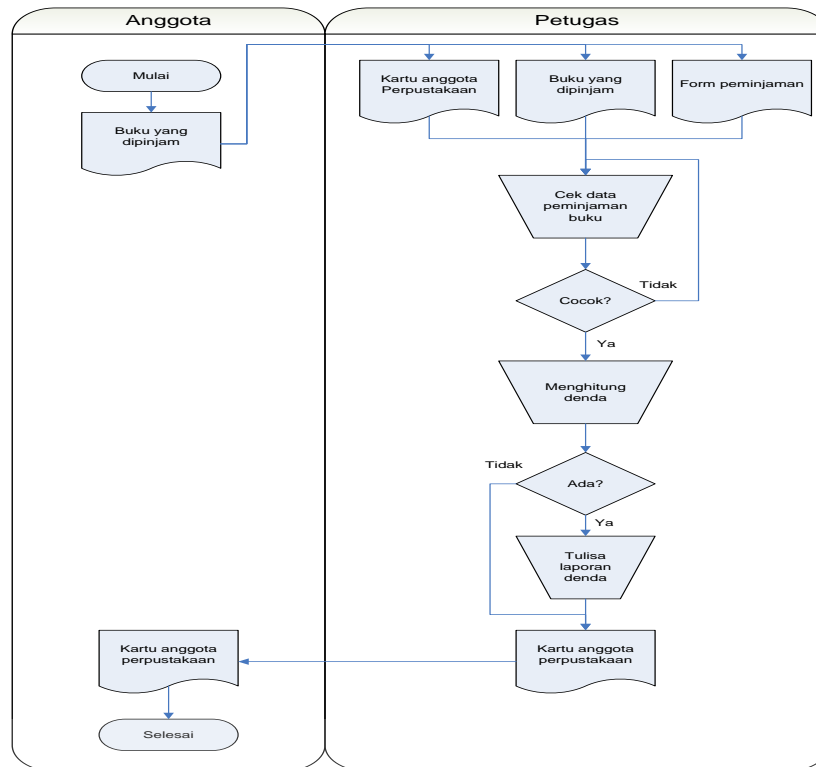 Anggota
Petugas
Mulai
Buku yang
dipinjam
Kartu anggota
Perpustakaan
Buku yang
dipinjam
Form peminjaman
Cek data
peminjaman
buku
Cocok?
Tidak
Ya
Menghitung
denda
Ada?
Tidak
Ya
Tulisa
laporan
denda
Kartu anggota
perpustakaan
Kartu anggota
perpustakaan
Selesai